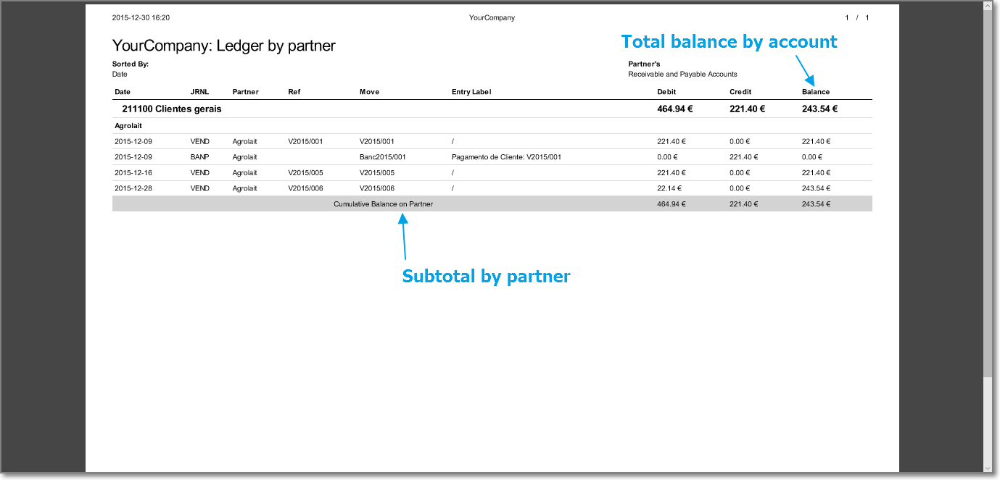 2015-12-30 16:20 YourCompany 1 / 1
YourCompany: Ledger by partner
Total balance by account
Sorted By: Partner's
Date Receivable and Payable Accounts
Date JRNL Partner Ref Move Entry Label Debit Credit Balance
211100 Clientes gerais 464.94 € 221.40 € 243.54 €
Agrolait
2015-12-09 VEND Agrolait V2015/001 V2015/001 / 221.40 € 0.00 € 221.40 €
2015-12-09 BANP Agrolait Banc2015/001 Pagamento de Cliente: V2015/001 0.00 € 221.40 € 0.00 €
2015-12-16 VEND Agrolait V2015/005 V2015/005 / 221.40 € 0.00 € 221.40 €
2015-12-28 VEND Agrolait V2015/006 V2015/006 / 22.14 € 0.00 € 243.54 €
Cumulative Balance on Partner 464.94 € 221.40 € 243.54 €
Subtotal by partner